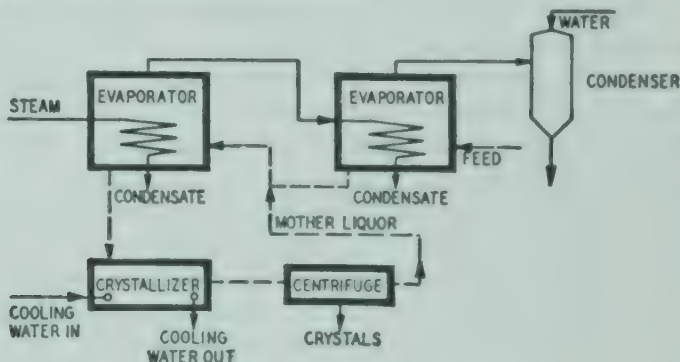 WATER
EVAPORATOR
EVAPORATOR
CONDENSER
STEAM
FEED
CONDENSATE
CONDENSATE
MOTHER LIQUOR
CRYSTALLIZER
CENTRIFUGE
COOLING
WATER IN
COOLING
WATER OUT
CRYSTALS